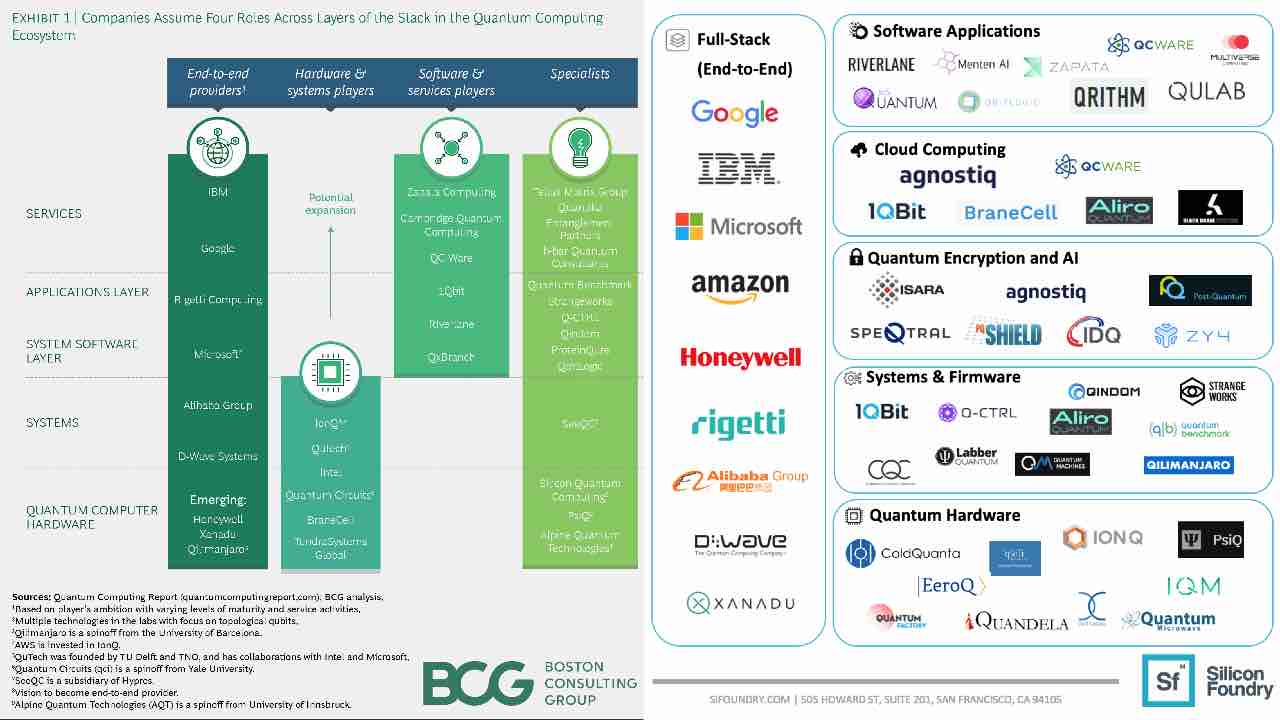 EXHIBIT 1 | Companies Assume Four Roles Across Layers of the Stack in the Quantum Computing
Ecosystem
End-to-end
providers¹
Hardware &
systems players
Software &
services players
Specialists
SERVICES
APPLICATIONS LAYER
SYSTEM SOFTWARE
LAYER
SYSTEMS
QUANTUM COMPUTER
HARDWARE
IBM
Google
Rigetti Computing
Microsoft²
Alibaba Group
D-Wave Systems
Emerging:
Honeywell
Xanadu
Qilimanjaro³
Potential
expansion
IonQ⁴
QuTech⁵
Intel
Quantum Circuits⁶
BraneCell
TundraSystems
Global
Zapata Computing
Cambridge Quantum
Computing
QC Ware
1Qbit
Riverlane
QxBranch
Tellus Matrix Group
Quantika
Entanglement
Partners
h-bar Quantum
Consultants
Quantum Benchmark
Strangeworks
Q-CTRL
Qindom
ProteinQure
QunaLogic
SeeQC⁷
Silicon Quantum
Computing⁸
PsiQ⁸
Alpine Quantum
Technologies⁹
Sources: Quantum Computing Report (quantumcomputingreport.com); BCG analysis.
¹Based on player's ambition with varying levels of maturity and service activities.
²Multiple technologies in the labs with focus on topological qubits.
³Qilimanjaro is a spinoff from the University of Barcelona.
⁴AWS is invested in IonQ.
⁵QuTech was founded by TU Delft and TNO, and has collaborations with Intel and Microsoft.
⁶Quantum Circuits (qci) is a spinoff from Yale University.
⁷SeeQC is a subsidiary of Hypres.
⁸Vision to become end-to-end provider.
⁹Alpine Quantum Technologies (AQT) is a spinoff from University of Innsbruck.
BCG
BOSTON
CONSULTING
GROUP
Full-Stack
(End-to-End)
Google
IBM
Microsoft
amazon
Honeywell
rigetti
Alibaba Group
阿里巴巴集团
D:wave
The Quantum Computing Company
XANADU
Software Applications
QCWARE
MULTIVERSE
COMPUTING
RIVERLANE
Menten AI
ZAPATA
UANTUM
QRITHM
QULAB
Cloud Computing
agnostiq
QCWARE
1QBit
BraneCell
Aliro
QUANTUM
BLACK BRANE
Quantum Encryption and AI
ISARA
agnostiq
Post-Quantum
SPEQTRAL
PQ
SHIELD
IDQ
ZY4
Systems & Firmware
QINDOM
STRANGE
WORKS
1QBit
Q-CTRL
Aliro
QUANTUM
⟨q|b⟩ quantum
benchmark
CQC
Labber
QUANTUM
QM QUANTUM
MACHINES
QILIMANJARO
Quantum Hardware
ColdQuanta
IONQ
PsiQ
EeroQ
IQM
QUANTUM
FACTORY
QUANDELA
Quantum
Microwave
SIFOUNDRY.COM | 505 HOWARD ST, SUITE 201, SAN FRANCISCO, CA 94105
Sf
Silicon
Foundry